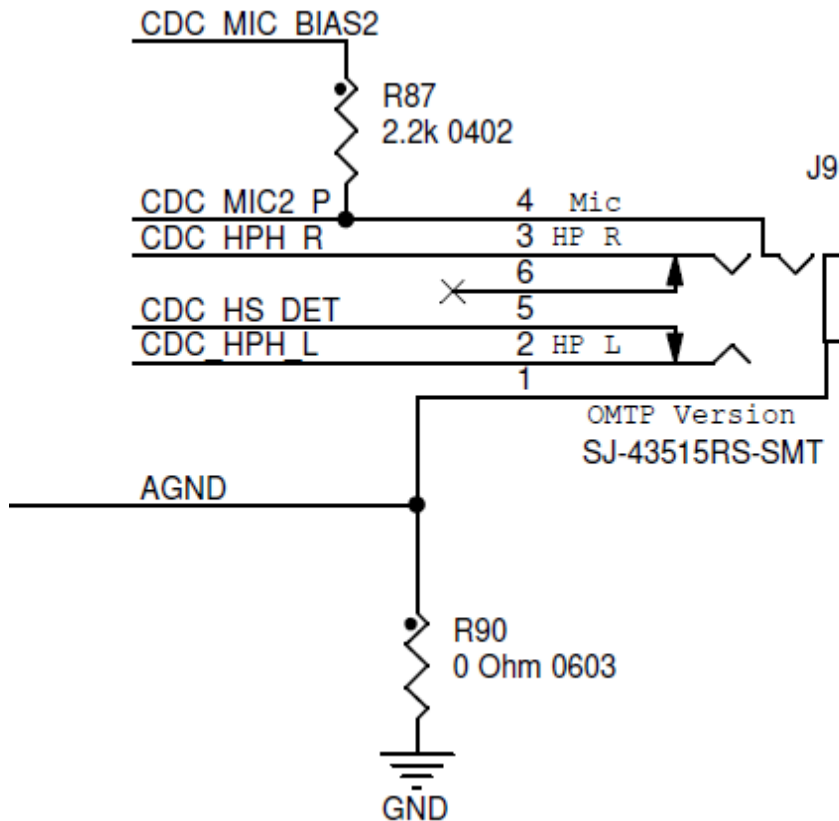 CDC_MIC_BIAS2
R87
2.2k 0402
J9
CDC_MIC2_P
4 Mic
CDC_HPH_R
3 HP R
6
CDC_HS_DET
5
CDC_HPH_L
2 HP L
1
OMTP Version
SJ-43515RS-SMT
AGND
R90
0 Ohm 0603
GND